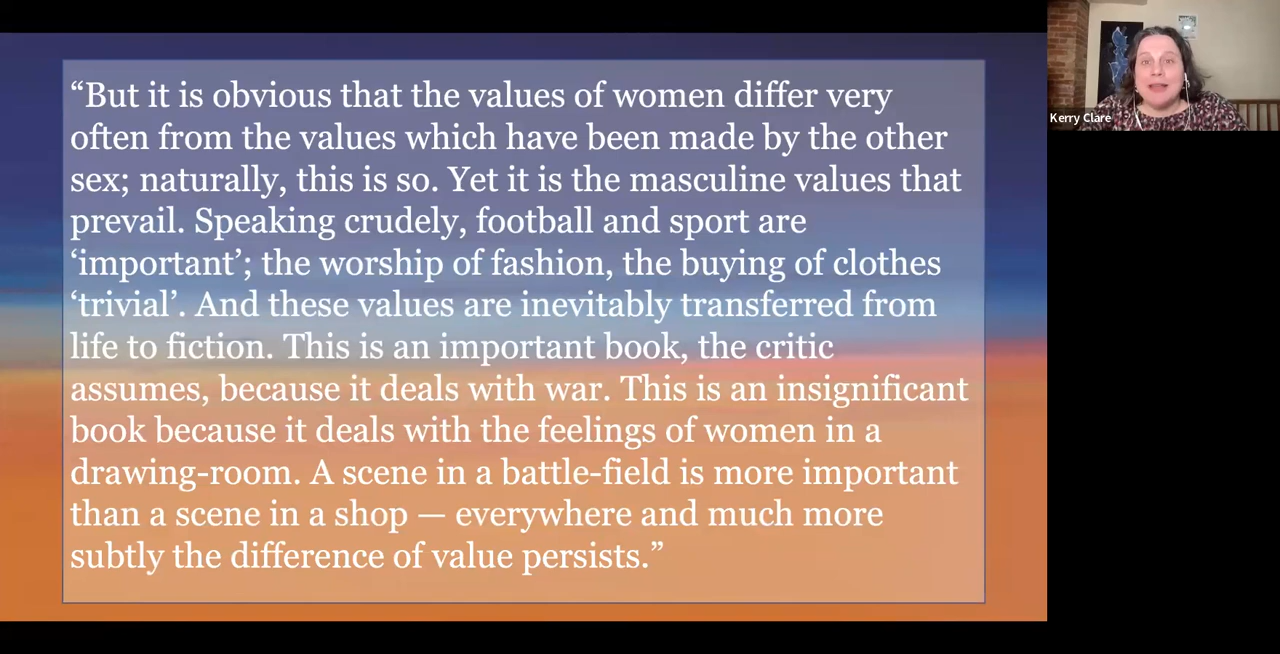 “But it is obvious that the values of women differ very
often from the values which have been made by the other
sex; naturally, this is so. Yet it is the masculine values that
prevail. Speaking crudely, football and sport are
‘important’; the worship of fashion, the buying of clothes
‘trivial’. And these values are inevitably transferred from
life to fiction. This is an important book, the critic
assumes, because it deals with war. This is an insignificant
book because it deals with the feelings of women in a
drawing-room. A scene in a battle-field is more important
than a scene in a shop — everywhere and much more
subtly the difference of value persists.”
Kerry Clare